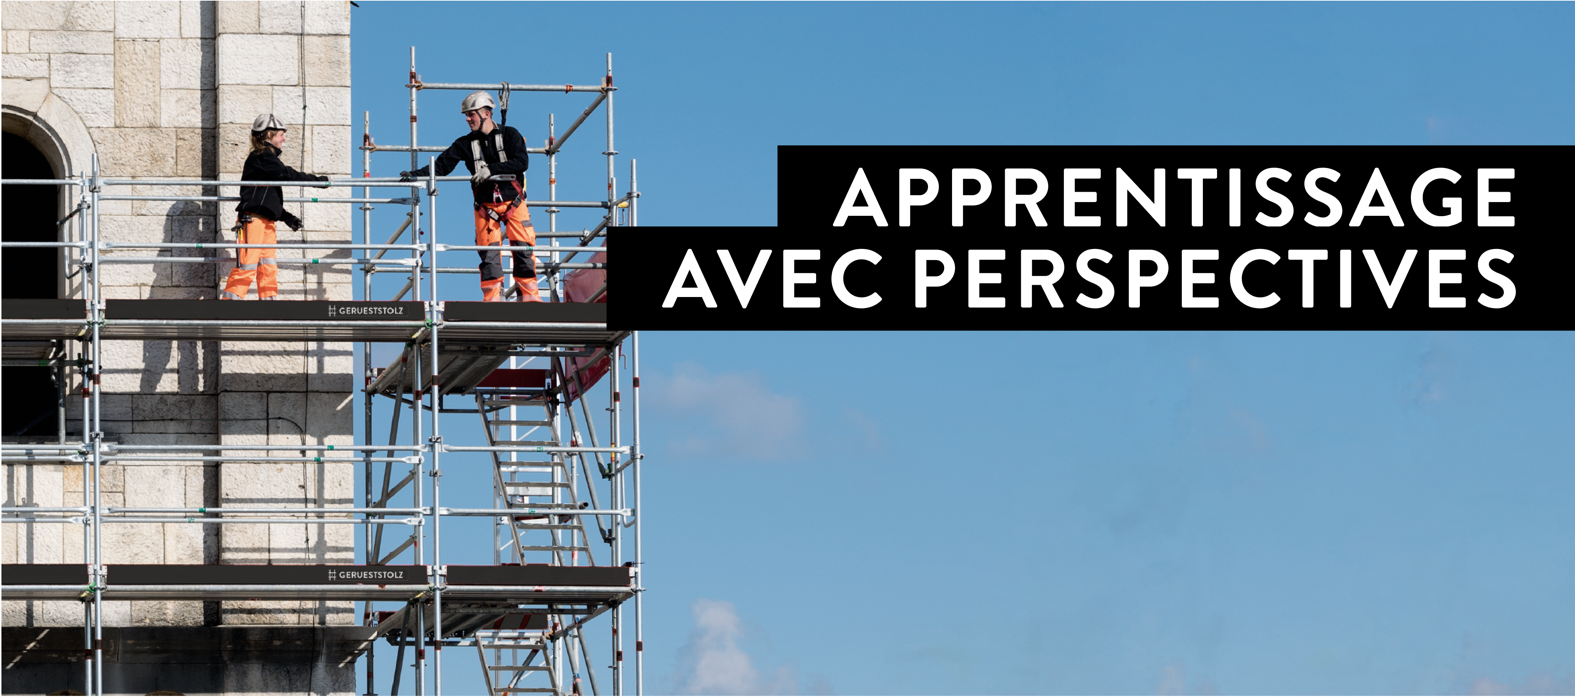 APPRENTISSAGE
AVEC PERSPECTIVES
GERUESTSTOLZ
GERUESTSTOLZ